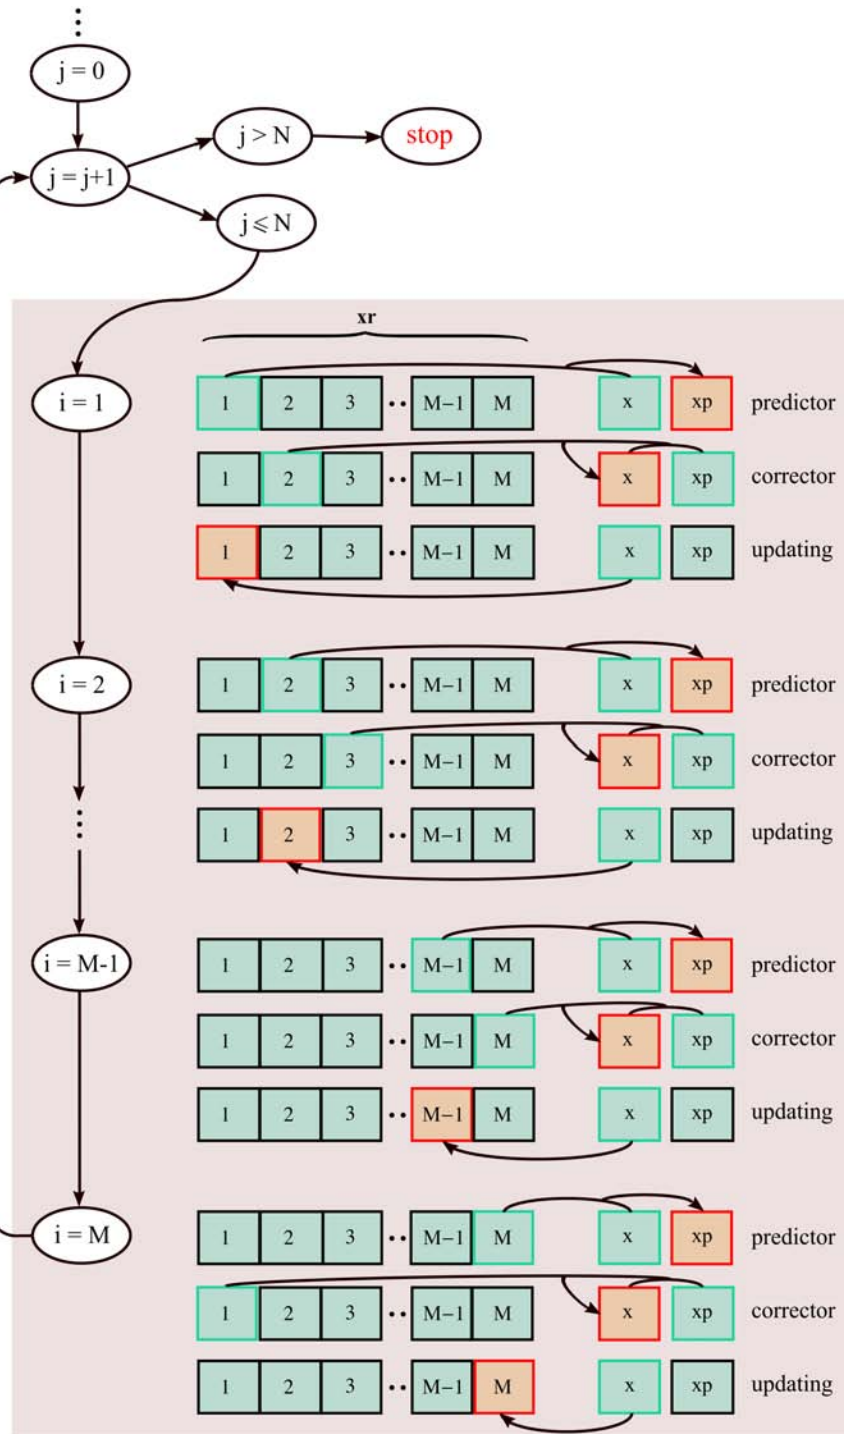 ⋮
j = 0
j > N
stop
j = j+1
j ⩽ N
xr
i = 1
1 2 3 ·· M−1 M x xp predictor
1 2 3 ·· M−1 M x xp corrector
1 2 3 ·· M−1 M x xp updating
i = 2
1 2 3 ·· M−1 M x xp predictor
1 2 3 ·· M−1 M x xp corrector
⋮
1 2 3 ·· M−1 M x xp updating
i = M-1
1 2 3 ·· M−1 M x xp predictor
1 2 3 ·· M−1 M x xp corrector
1 2 3 ·· M−1 M x xp updating
i = M
1 2 3 ·· M−1 M x xp predictor
1 2 3 ·· M−1 M x xp corrector
1 2 3 ·· M−1 M x xp updating